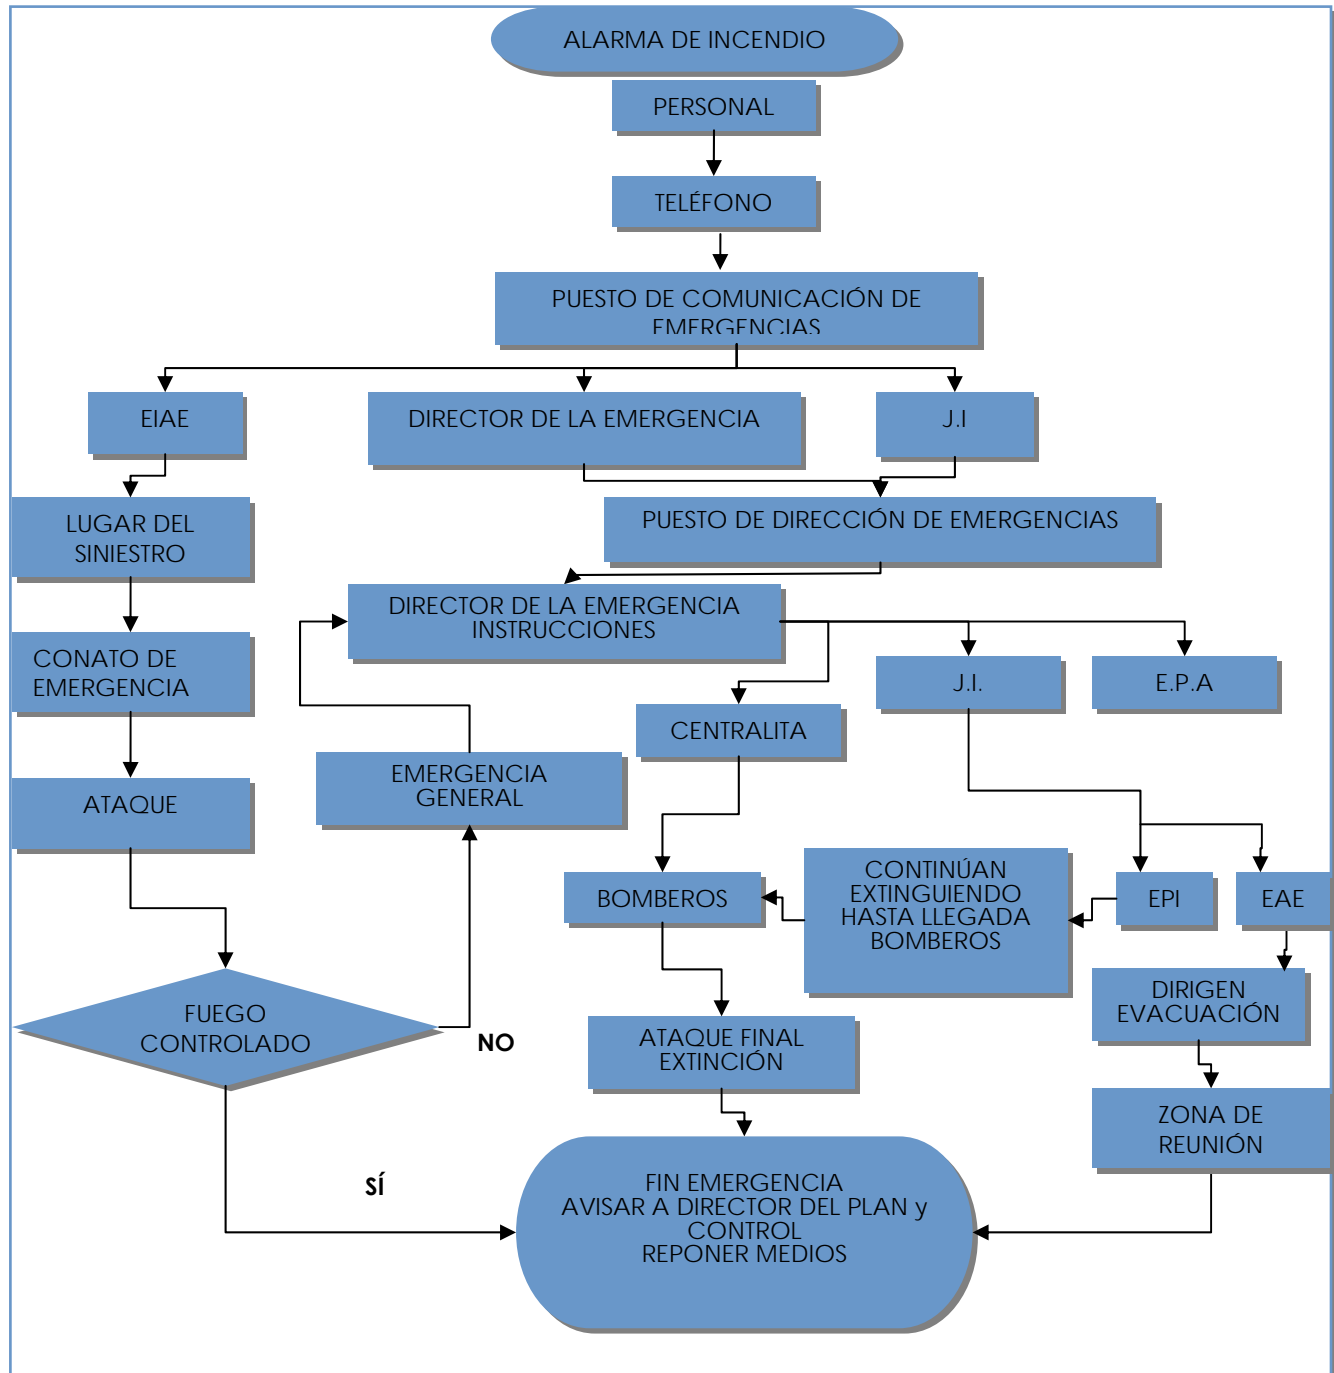 ALARMA DE INCENDIO
PERSONAL
TELÉFONO
PUESTO DE COMUNICACIÓN DE
EMERGENCIAS
EIAE
DIRECTOR DE LA EMERGENCIA
J.I
LUGAR DEL
SINIESTRO
PUESTO DE DIRECCIÓN DE EMERGENCIAS
DIRECTOR DE LA EMERGENCIA
INSTRUCCIONES
CONATO DE
EMERGENCIA
J.I.
E.P.A
CENTRALITA
EMERGENCIA
GENERAL
ATAQUE
BOMBEROS
CONTINÚAN
EXTINGUIENDO
HASTA LLEGADA
BOMBEROS
EPI
EAE
FUEGO
CONTROLADO
NO
ATAQUE FINAL
EXTINCIÓN
DIRIGEN
EVACUACIÓN
ZONA DE
REUNIÓN
SÍ
FIN EMERGENCIA
AVISAR A DIRECTOR DEL PLAN y
CONTROL
REPONER MEDIOS